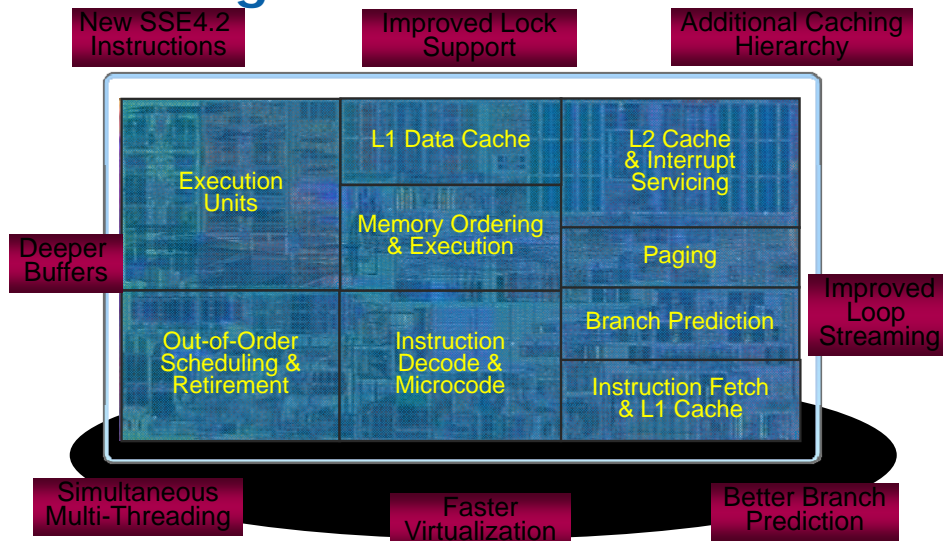 New SSE4.2
Instructions
Improved Lock
Support
Additional Caching
Hierarchy
L1 Data Cache
L2 Cache
& Interrupt
Servicing
Execution
Units
Memory Ordering
& Execution
Deeper
Buffers
Paging
Improved
Loop
Streaming
Branch Prediction
Out-of-Order
Scheduling &
Retirement
Instruction
Decode &
Microcode
Instruction Fetch
& L1 Cache
Simultaneous
Multi-Threading
Faster
Virtualization
Better Branch
Prediction